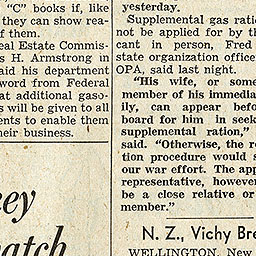 "C" books if, like
they can show rea-
f them.
eal Estate Commis-
s H. Armstrong in
aid his department
word from Federal
at additional gaso-
s will be given to all
ents to enable them
heir business.
ey
atch
yesterday.
Supplemental gas ratio
not be applied for by th
cant in person, Fred
state organization office
OPA, said last night.
"His wife, or some
member of his immedia
ily, can appear befor
board for him in seek
supplemental ration,"
said. "Otherwise, the r
tion procedure would s
our war effort. The app
representative, however
be a close relative or
member."
N. Z., Vichy Bre
WELLINGTON, New